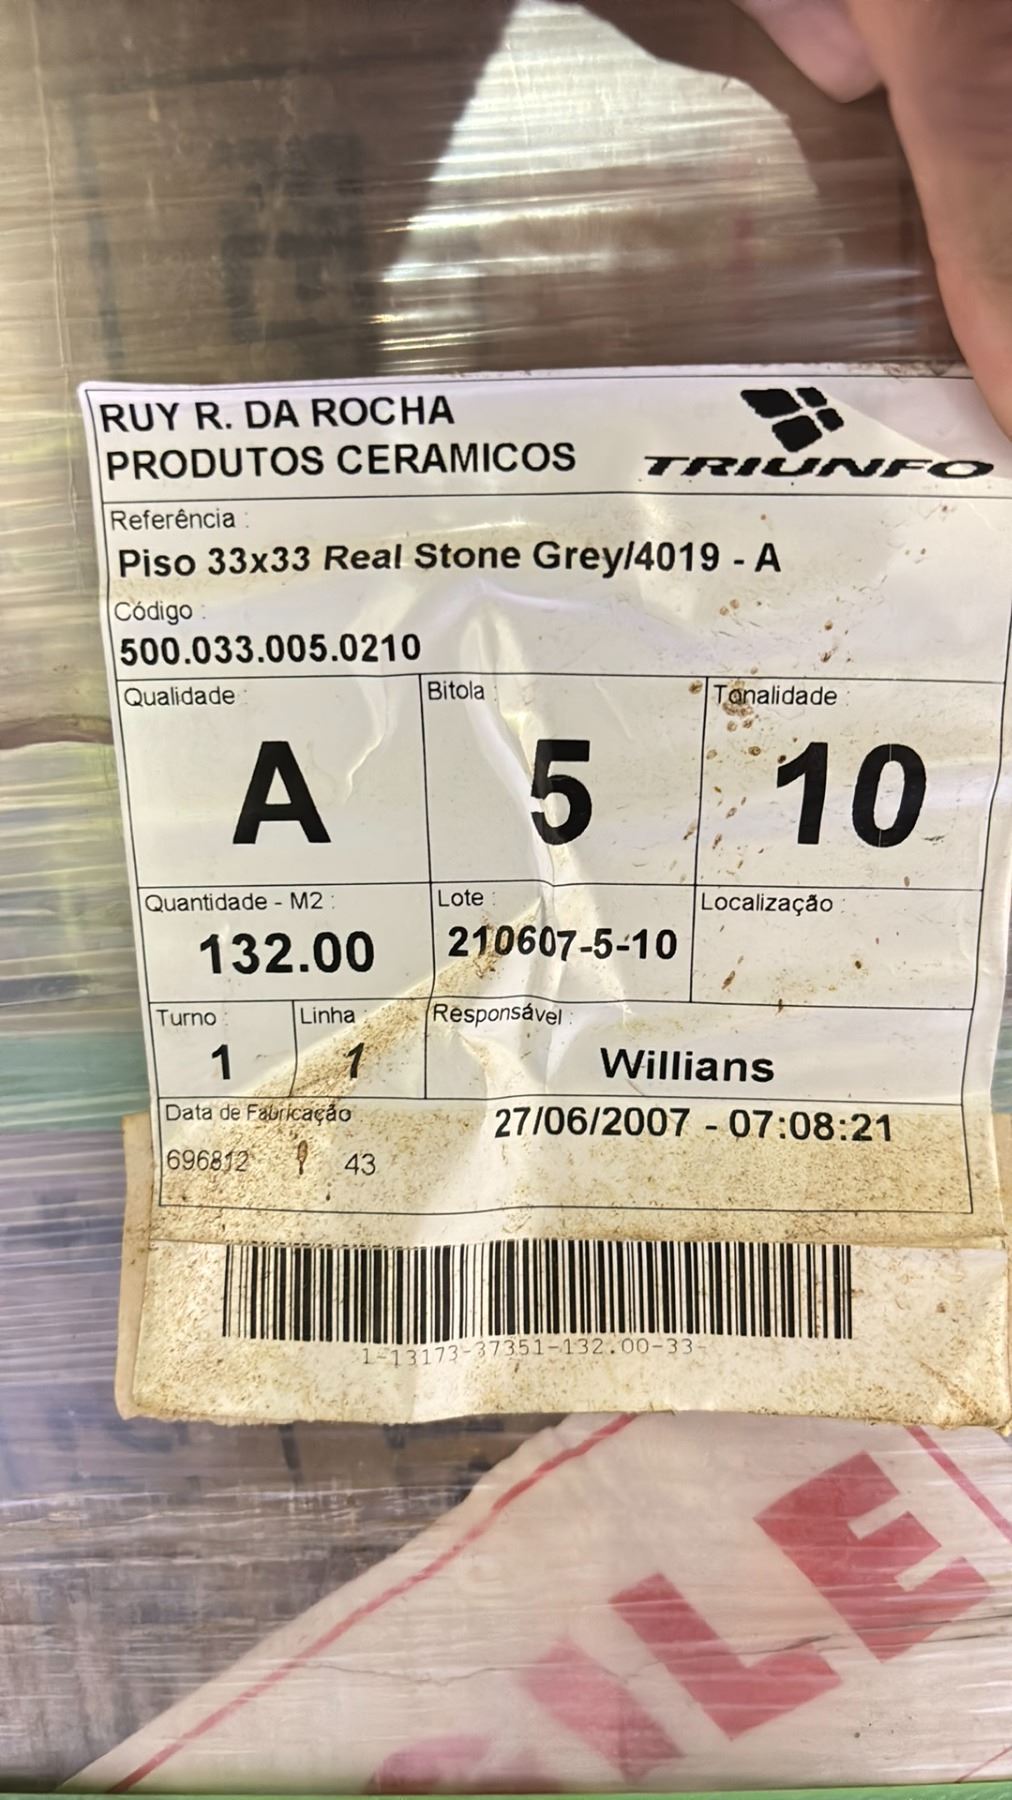 RUY R. DA ROCHA
PRODUTOS CERAMICOS
TRIUNFO
Referência :
Piso 33x33 Real Stone Grey/4019 - A
Código :
500.033.005.0210
Qualidade :
A
Bitola :
5
Tonalidade :
10
Quantidade - M2 :
132.00
Lote :
210607-5-10
Localização :
Turno :
1
Linha :
1
Responsável :
Willians
Data de Fabricação
27/06/2007 - 07:08:21
696812
43
1-13173-37351-132.00-33-